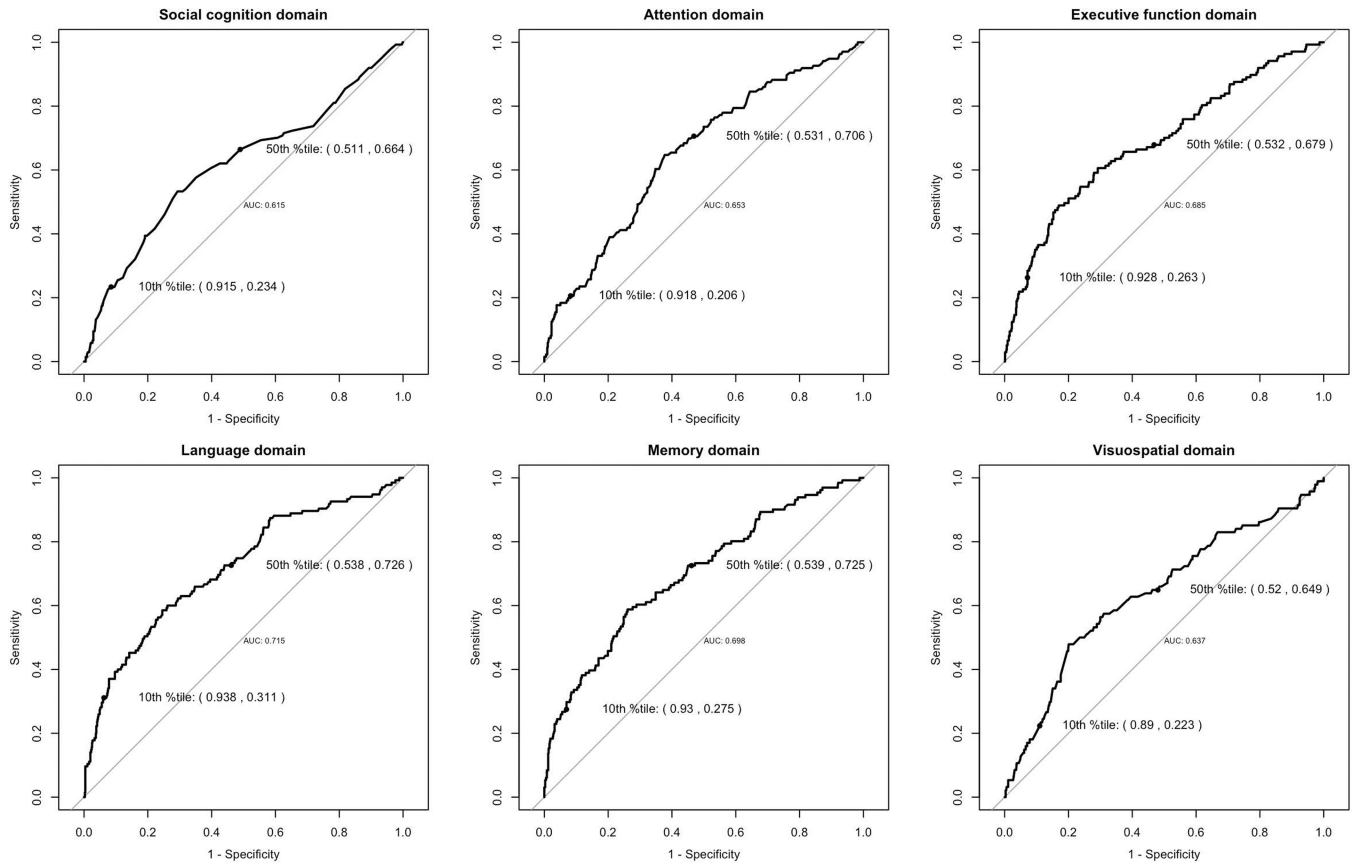 Social cognition domain
1.0
0.8
0.6
0.4
0.2
0.0
Sensitivity
50th %tile: ( 0.511 , 0.664 )
AUC: 0.615
10th %tile: ( 0.915 , 0.234 )
0.0 0.2 0.4 0.6 0.8 1.0
1 - Specificity
Attention domain
1.0
0.8
0.6
0.4
0.2
0.0
Sensitivity
50th %tile: ( 0.531 , 0.706 )
AUC: 0.653
10th %tile: ( 0.918 , 0.206 )
0.0 0.2 0.4 0.6 0.8 1.0
1 - Specificity
Executive function domain
1.0
0.8
0.6
0.4
0.2
0.0
Sensitivity
50th %tile: ( 0.532 , 0.679 )
AUC: 0.685
10th %tile: ( 0.928 , 0.263 )
0.0 0.2 0.4 0.6 0.8 1.0
1 - Specificity
Language domain
1.0
0.8
0.6
0.4
0.2
0.0
Sensitivity
50th %tile: ( 0.538 , 0.726 )
AUC: 0.715
10th %tile: ( 0.938 , 0.311 )
0.0 0.2 0.4 0.6 0.8 1.0
1 - Specificity
Memory domain
1.0
0.8
0.6
0.4
0.2
0.0
Sensitivity
50th %tile: ( 0.539 , 0.725 )
AUC: 0.698
10th %tile: ( 0.93 , 0.275 )
0.0 0.2 0.4 0.6 0.8 1.0
1 - Specificity
Visuospatial domain
1.0
0.8
0.6
0.4
0.2
0.0
Sensitivity
50th %tile: ( 0.52 , 0.649 )
AUC: 0.637
10th %tile: ( 0.89 , 0.223 )
0.0 0.2 0.4 0.6 0.8 1.0
1 - Specificity